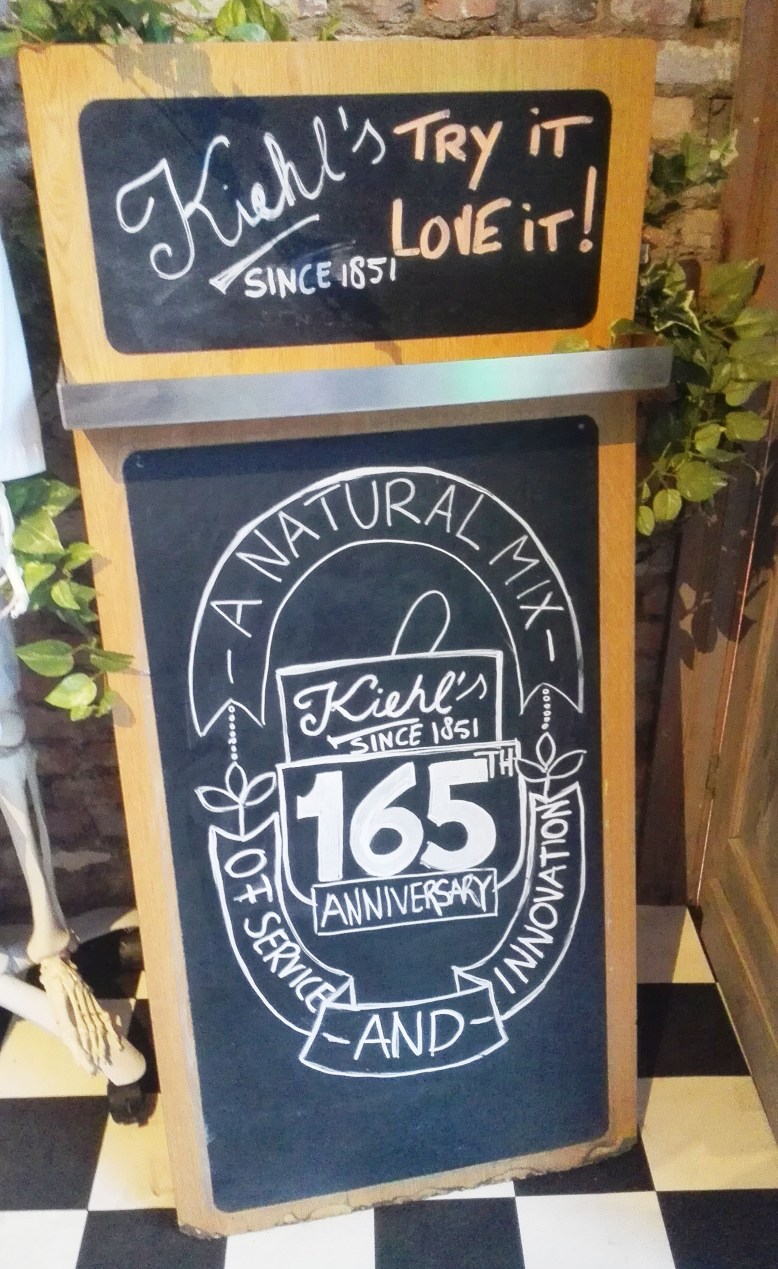 Kiehl's
SINCE 1851
TRY iT
LOVE iT!
- A NATURAL MIX -
Kiehl's
SINCE 1851
165TH
ANNIVERSARY
OF SERVICE
- AND -
INNOVATION